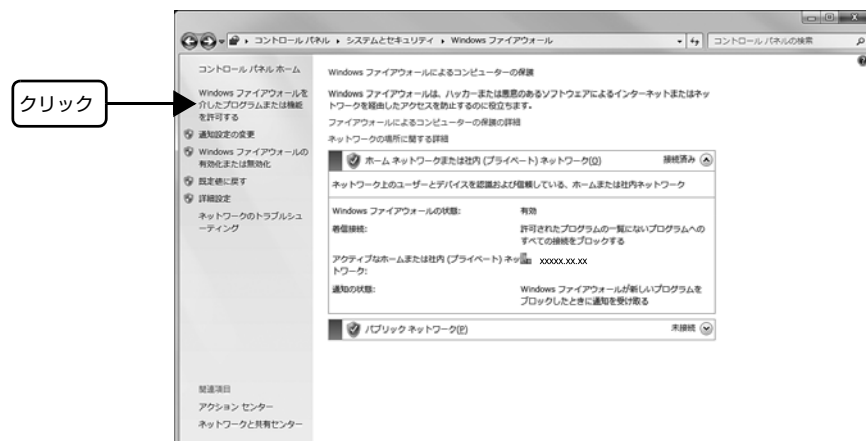 コントロール パネル ▸ システムとセキュリティ ▸ Windows ファイアウォール
コントロール パネルの検索
クリック
コントロール パネル ホーム
Windows ファイアウォールを
介したプログラムまたは機能
を許可する
通知設定の変更
Windows ファイアウォールの
有効化または無効化
既定値に戻す
詳細設定
ネットワークのトラブルシュ
ーティング
Windows ファイアウォールによるコンピューターの保護
Windows ファイアウォールは、ハッカーまたは悪意のあるソフトウェアによるインターネットまたはネッ
トワークを経由したアクセスを防止するのに役立ちます。
ファイアウォールによるコンピューターの保護の詳細
ネットワークの場所に関する詳細
ホーム ネットワークまたは社内 (プライベート) ネットワーク(O) 接続済み
ネットワーク上のユーザーとデバイスを認識および信頼している、ホームまたは社内ネットワーク
Windows ファイアウォールの状態: 有効
着信接続: 許可されたプログラムの一覧にないプログラムへの
すべての接続をブロックする
アクティブなホームまたは社内 (プライベート) ネッ xxxxx.xx.xx
トワーク:
通知の状態: Windows ファイアウォールが新しいプログラムを
ブロックしたときに通知を受け取る
パブリック ネットワーク(P) 未接続
関連項目
アクション センター
ネットワークと共有センター